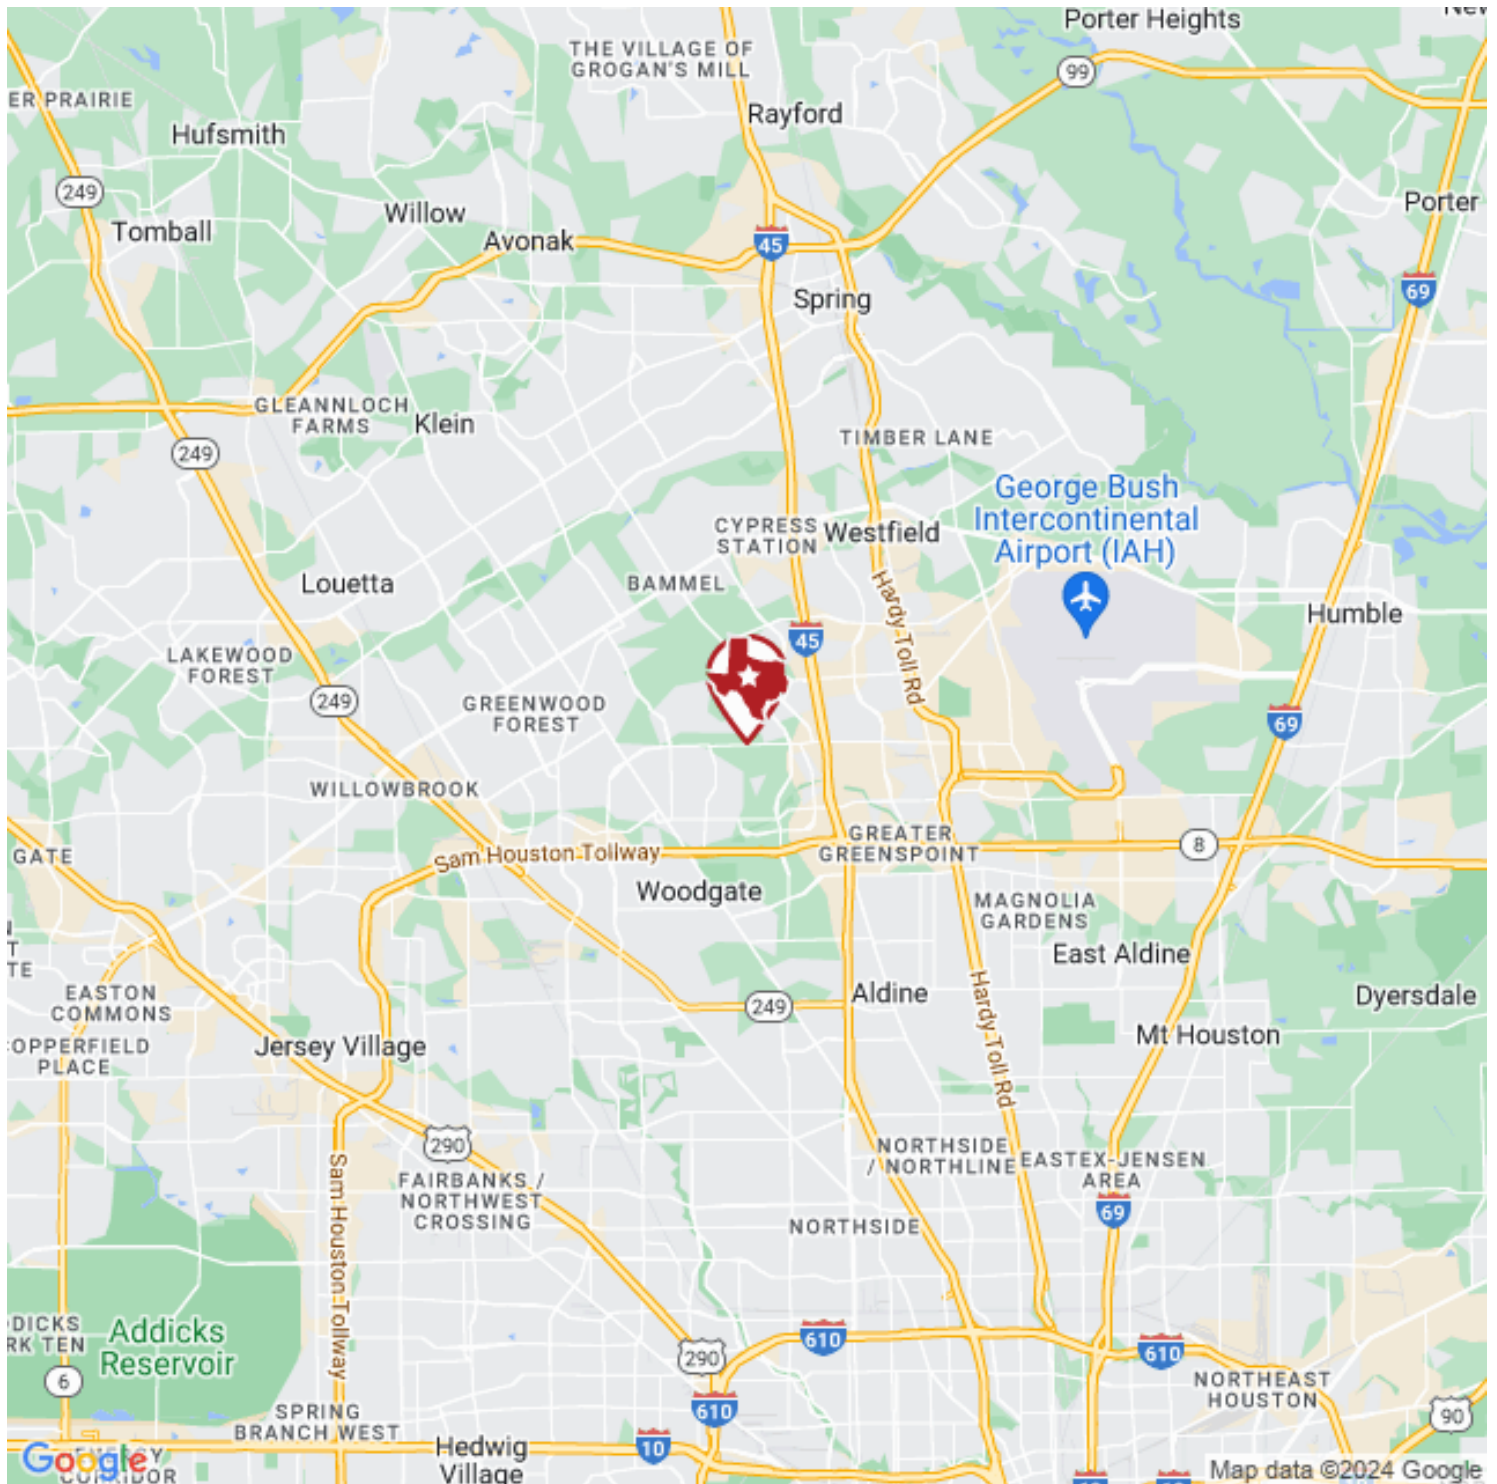 Porter Heights
THE VILLAGE OF
GROGAN'S MILL
99
ER PRAIRIE
Rayford
Hufsmith
249
Porter
Willow
Tomball
Avonak
45
69
Spring
GLEANNLOCH
FARMS
Klein
TIMBER LANE
249
George Bush
Intercontinental
Airport (IAH)
CYPRESS
STATION
Westfield
BAMMEL
Louetta
Hardy Toll Rd
Humble
45
LAKEWOOD
FOREST
249
GREENWOOD
FOREST
69
WILLOWBROOK
GREATER
GREENSPOINT
8
GATE
Sam Houston Tollway
Woodgate
MAGNOLIA
GARDENS
East Aldine
N
T
TE
EASTON
COMMONS
249
Aldine
Hardy Toll Rd
Dyersdale
OPPERFIELD
PLACE
Jersey Village
Mt Houston
290
NORTHSIDE
/ NORTHLINE
EASTEX-JENSEN
AREA
FAIRBANKS /
NORTHWEST
CROSSING
Sam Houston Tollway
69
NORTHSIDE
DICKS
RK TEN
Addicks
Reservoir
610
610
290
6
NORTHEAST
HOUSTON
610
90
SPRING
BRANCH WEST
Hedwig
Village
10
Google
Map data ©2024 Google